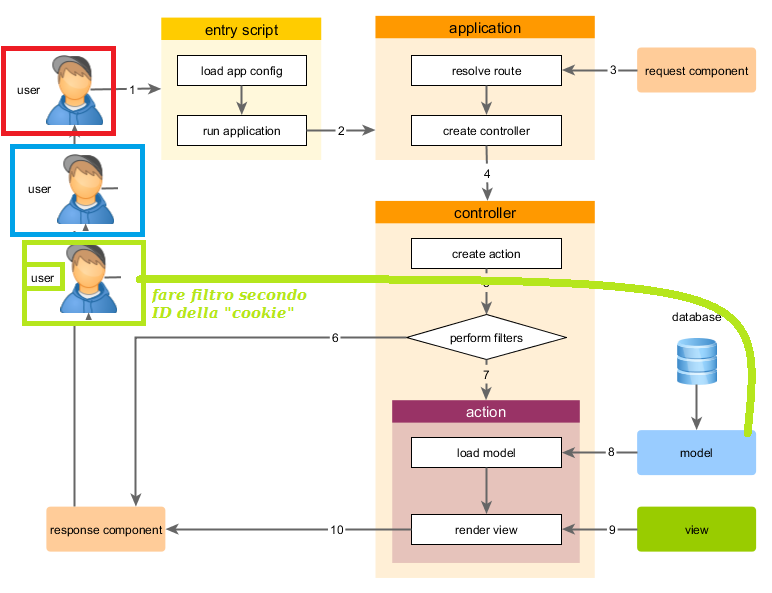 entry script
application
user
load app config
resolve route
request component
1
3
run application
2
create controller
4
user
controller
create action
user
fare filtro secondo
ID della "cookie"
database
6
perform filters
7
action
load model
8
model
response component
10
render view
9
view